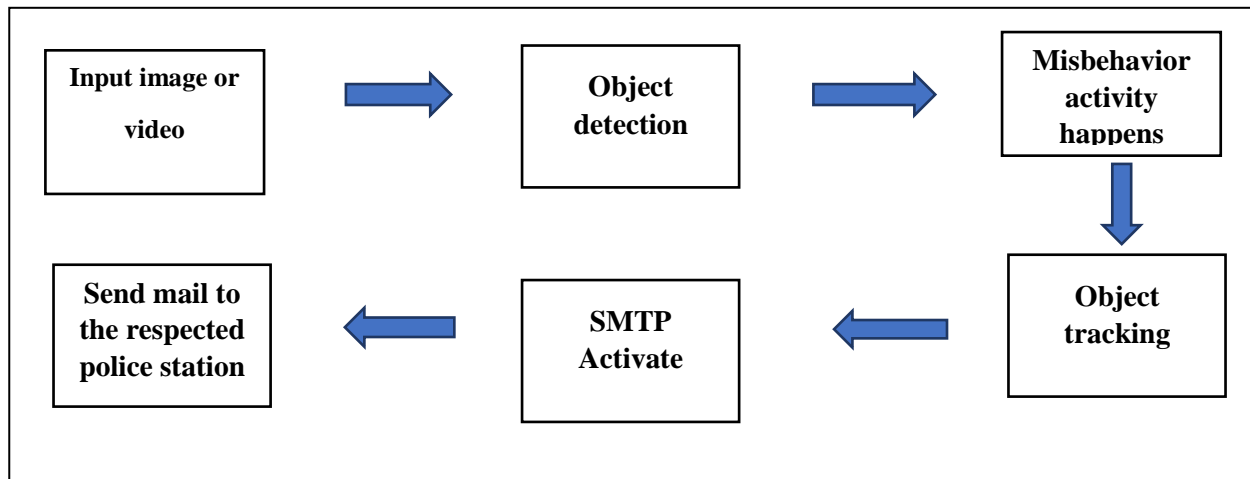 Input image or
video
Object
detection
Misbehavior
activity
happens
Object
tracking
SMTP
Activate
Send mail to
the respected
police station